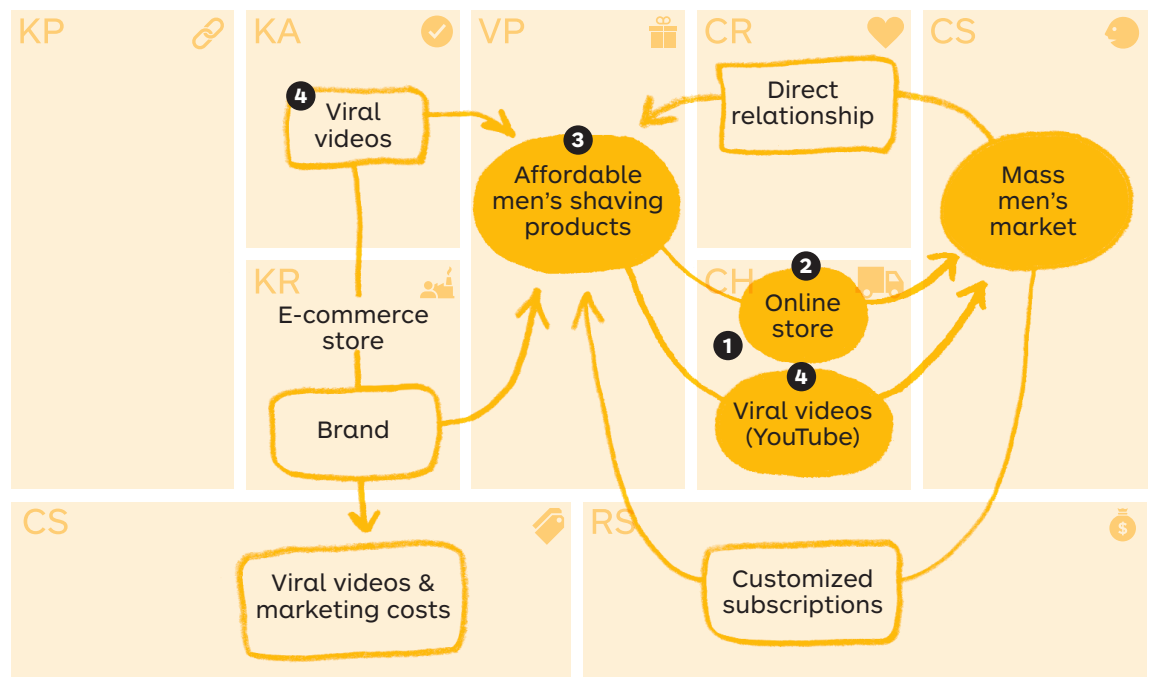 KP
KA
VP
CR
CS
4
Viral
videos
3
Affordable
men's shaving
products
Direct
relationship
Mass
men's
market
KR
E-commerce
store
Brand
CH
2
Online
store
1
4
Viral videos
(YouTube)
CS
Viral videos &
marketing costs
RS
$
Customized
subscriptions